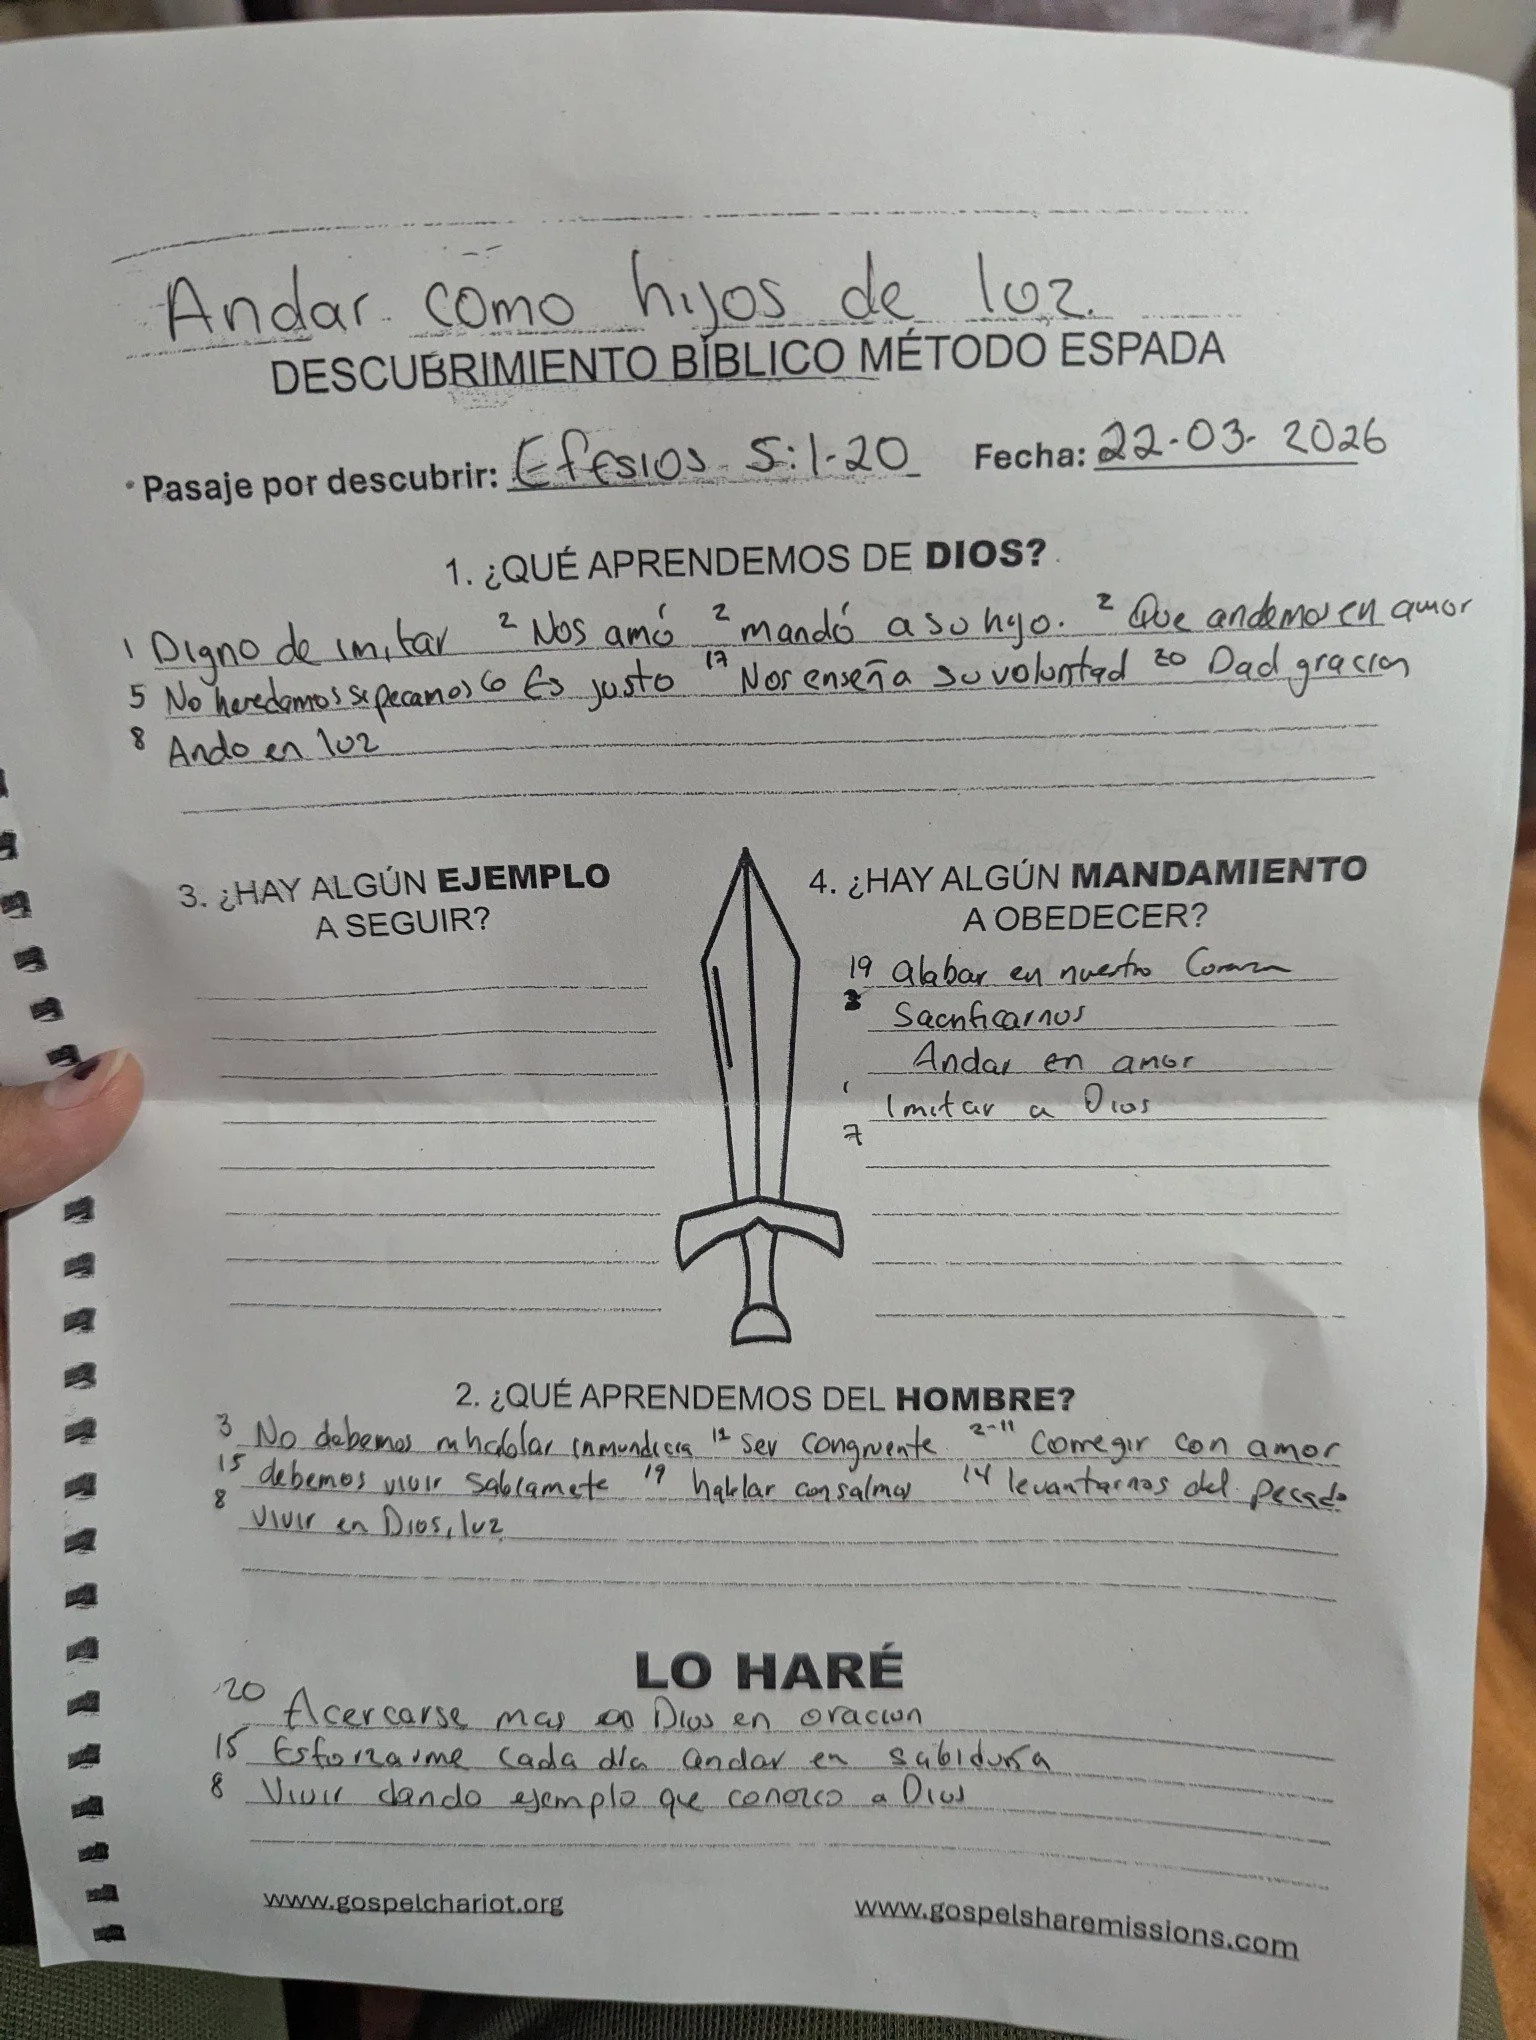 Andar como hijos de luz.
DESCUBRIMIENTO BÍBLICO MÉTODO ESPADA
Pasaje por descubrir: Efesios 5:1-20 Fecha: 22-03-2026
1. ¿QUÉ APRENDEMOS DE DIOS?
1 Digno de imitar 2 Nos amó 2 mandó a su hijo. 2 Que andemos en amor
5 No heredamos si pecamos 6 Es justo 17 Nos enseña su voluntad 20 Dad gracias
8 Ando en luz
3. ¿HAY ALGÚN EJEMPLO
A SEGUIR?
4. ¿HAY ALGÚN MANDAMIENTO
A OBEDECER?
19 alabar en nuestro
Sacrificarnos
Andar en amor
1 Imitar a Dios
7
2. ¿QUÉ APRENDEMOS DEL HOMBRE?
3 No debemos hablar inmundicia ser congruente 2-11 Corregir con amor
15 debemos vivir sabiamete 19 hablar con salmos 14 levantarnos del pecado
8 Vivir en Dios, luz
LO HARÉ
20 Acercarse mas Dios en oracion
15 Esforzarme cada día andar en sabiduría
8 Vivir dando ejemplo que conozco a Dios
www.gospelchariot.org www.gospelsharemissions.com